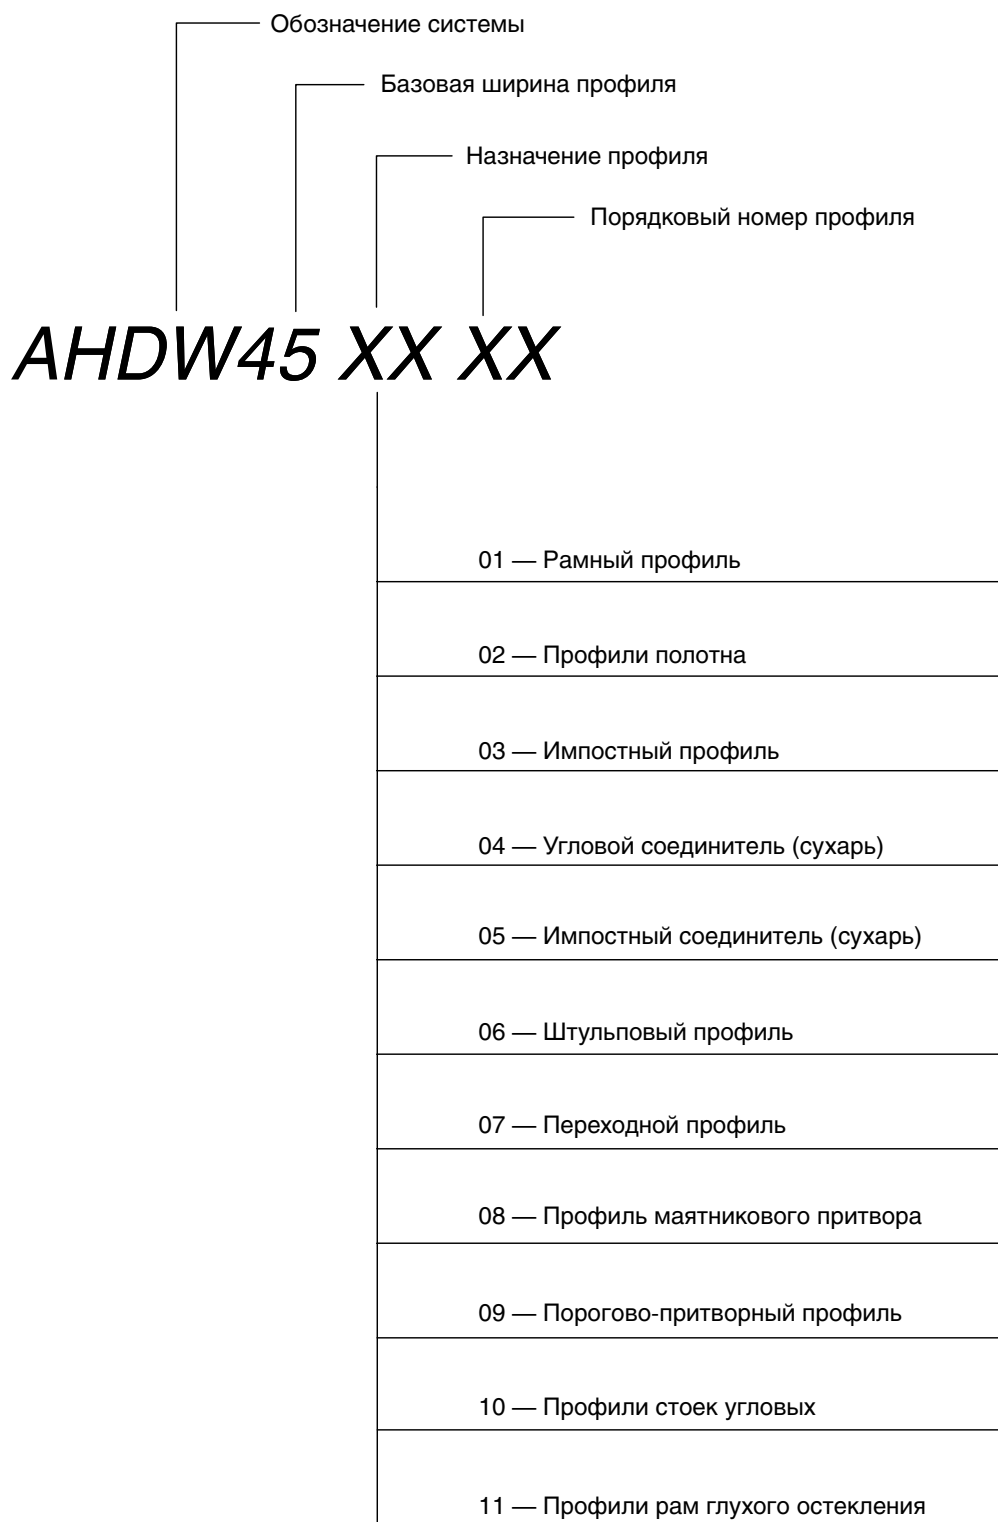 Обозначение системы
Базовая ширина профиля
Назначение профиля
Порядковый номер профиля
AHDW45 XX XX
01 — Рамный профиль
02 — Профили полотна
03 — Импостный профиль
04 — Угловой соединитель (сухарь)
05 — Импостный соединитель (сухарь)
06 — Штульповый профиль
07 — Переходной профиль
08 — Профиль маятникового притвора
09 — Порогово-притворный профиль
10 — Профили стоек угловых
11 — Профили рам глухого остекления